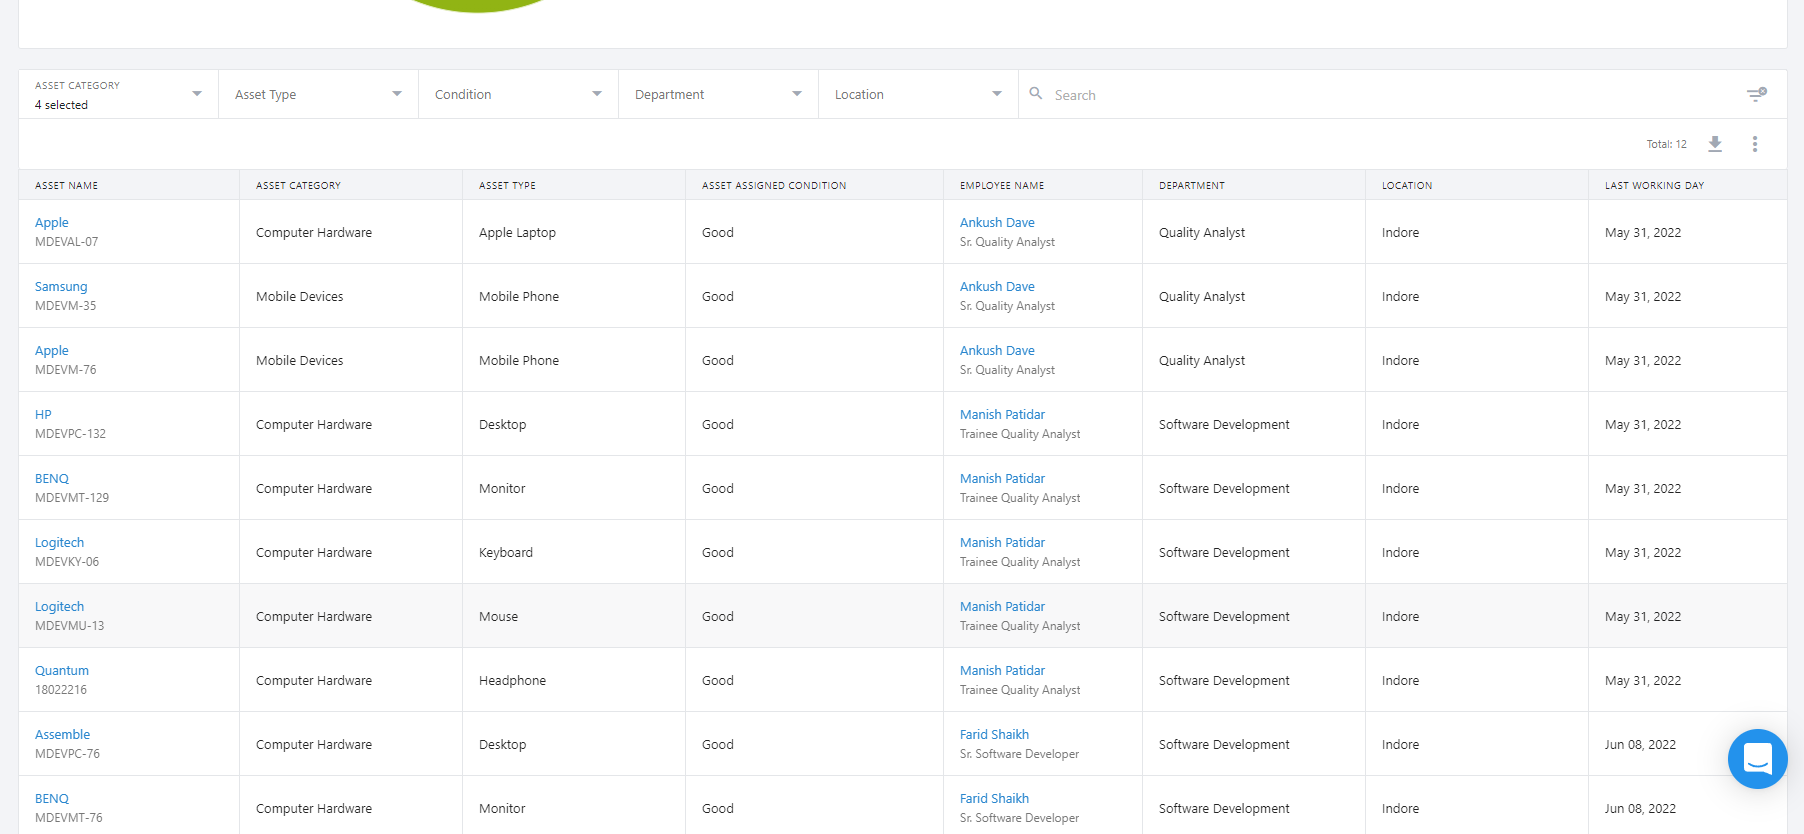 ASSET CATEGORY
4 selected
Asset Type
Condition
Department
Location
Search
Total: 12
ASSET NAME ASSET CATEGORY ASSET TYPE ASSET ASSIGNED CONDITION EMPLOYEE NAME DEPARTMENT LOCATION LAST WORKING DAY
Apple
MDEVAL-07
Computer Hardware
Apple Laptop
Good
Ankush Dave
Sr. Quality Analyst
Quality Analyst
Indore
May 31, 2022
Samsung
MDEVM-35
Mobile Devices
Mobile Phone
Good
Ankush Dave
Sr. Quality Analyst
Quality Analyst
Indore
May 31, 2022
Apple
MDEVM-76
Mobile Devices
Mobile Phone
Good
Ankush Dave
Sr. Quality Analyst
Quality Analyst
Indore
May 31, 2022
HP
MDEVPC-132
Computer Hardware
Desktop
Good
Manish Patidar
Trainee Quality Analyst
Software Development
Indore
May 31, 2022
BENQ
MDEVMT-129
Computer Hardware
Monitor
Good
Manish Patidar
Trainee Quality Analyst
Software Development
Indore
May 31, 2022
Logitech
MDEVKY-06
Computer Hardware
Keyboard
Good
Manish Patidar
Trainee Quality Analyst
Software Development
Indore
May 31, 2022
Logitech
MDEVMU-13
Computer Hardware
Mouse
Good
Manish Patidar
Trainee Quality Analyst
Software Development
Indore
May 31, 2022
Quantum
18022216
Computer Hardware
Headphone
Good
Manish Patidar
Trainee Quality Analyst
Software Development
Indore
May 31, 2022
Assemble
MDEVPC-76
Computer Hardware
Desktop
Good
Farid Shaikh
Sr. Software Developer
Software Development
Indore
Jun 08, 2022
BENQ
MDEVMT-76
Computer Hardware
Monitor
Good
Farid Shaikh
Sr. Software Developer
Software Development
Indore
Jun 08, 2022